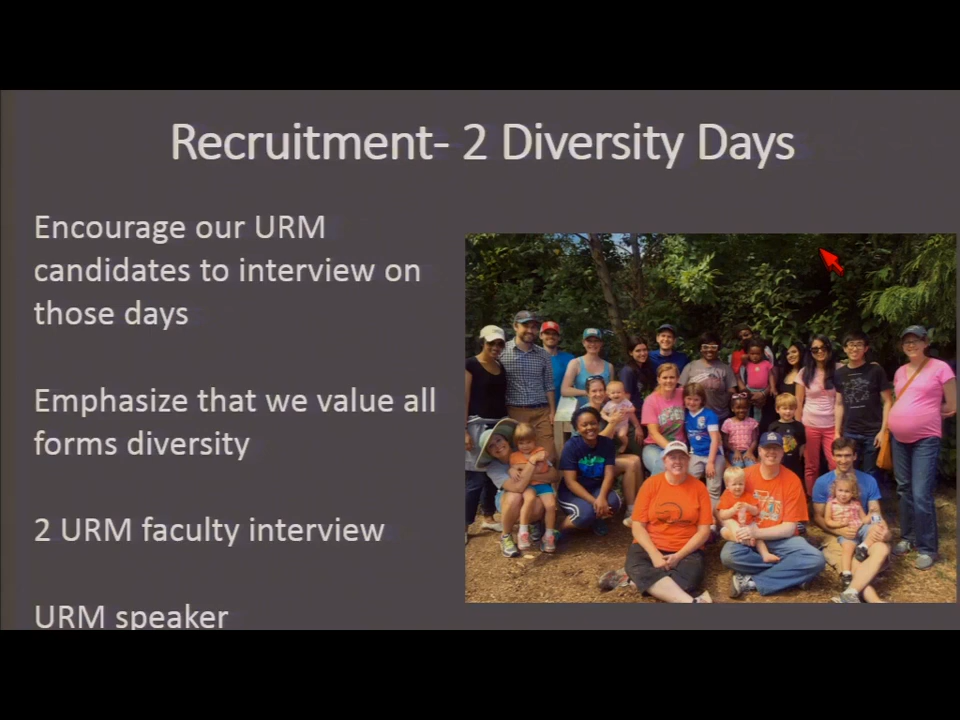 Recruitment- 2 Diversity Days
Encourage our URM
candidates to interview on
those days
Emphasize that we value all
forms diversity
2 URM faculty interview
URM speaker